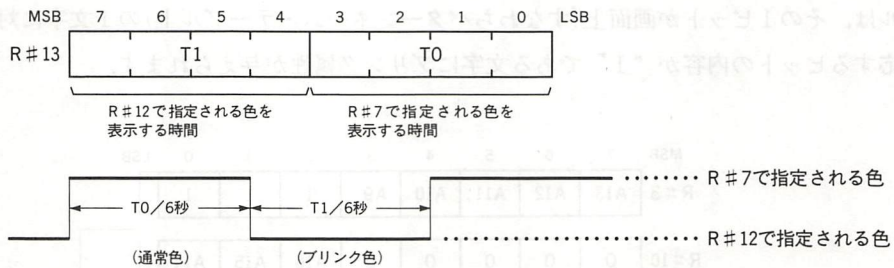 MSB 7 6 5 4 3 2 1 0 LSB
R#13 T1 T0
R#12で指定される色を
表示する時間
R#7で指定される色を
表示する時間
R#7で指定される色
T0/6秒 T1/6秒
R#12で指定される色
(通常色) (ブリンク色)